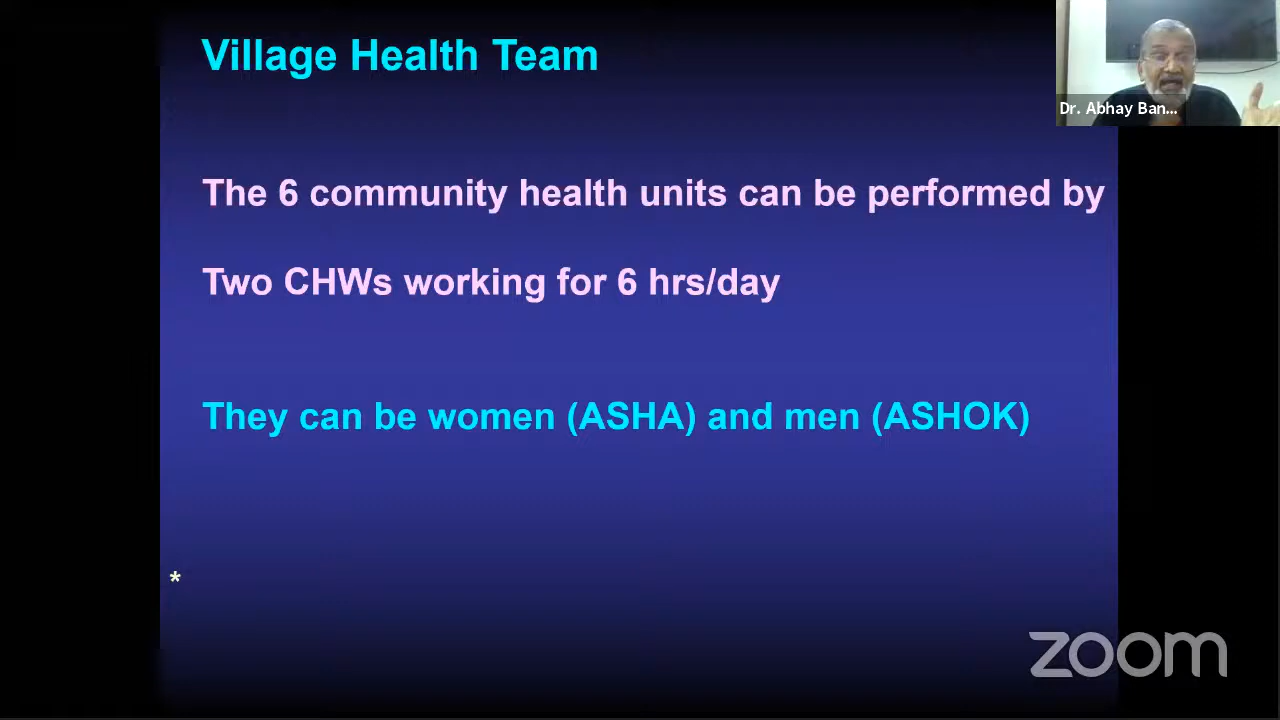 Village Health Team
Dr. Abhay Ban...
The 6 community health units can be performed by
Two CHWs working for 6 hrs/day
They can be women (ASHA) and men (ASHOK)
*
zoom